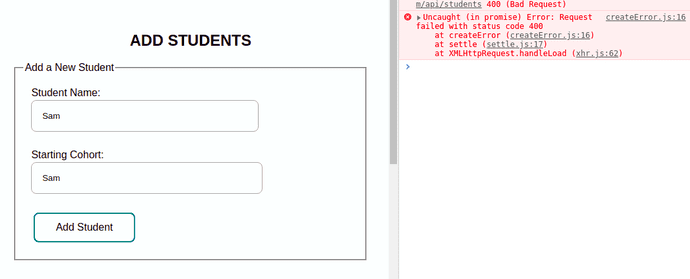 ADD STUDENTS
Add a New Student
Student Name:
Sam
Starting Cohort:
Sam
Add Student
m/api/students 400 (Bad Request)
Uncaught (in promise) Error: Request createError.js:16
failed with status code 400
at createError (createError.js:16)
at settle (settle.js:17)
at XMLHttpRequest.handleLoad (xhr.js:62)